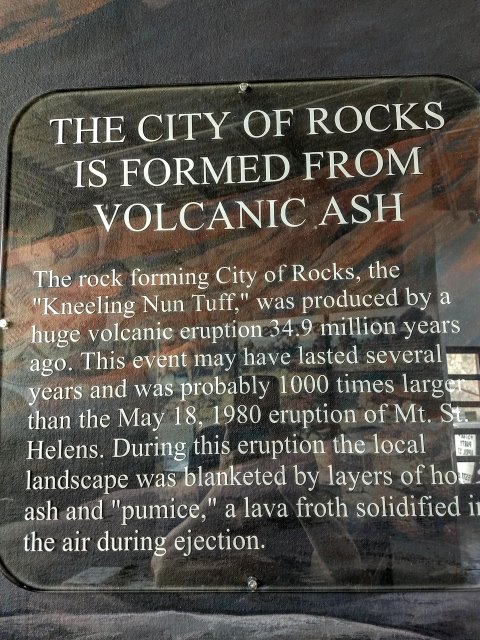 THE CITY OF ROCKS
IS FORMED FROM
VOLCANIC ASH
The rock forming City of Rocks, the
"Kneeling Nun Tuff," was produced by a
huge volcanic eruption 34.9 million years
ago. This event may have lasted several
years and was probably 1000 times larger
than the May 18, 1980 eruption of Mt. St.
Helens. During this eruption the local
landscape was blanketed by layers of hot
ash and "pumice," a lava froth solidified in
the air during ejection.